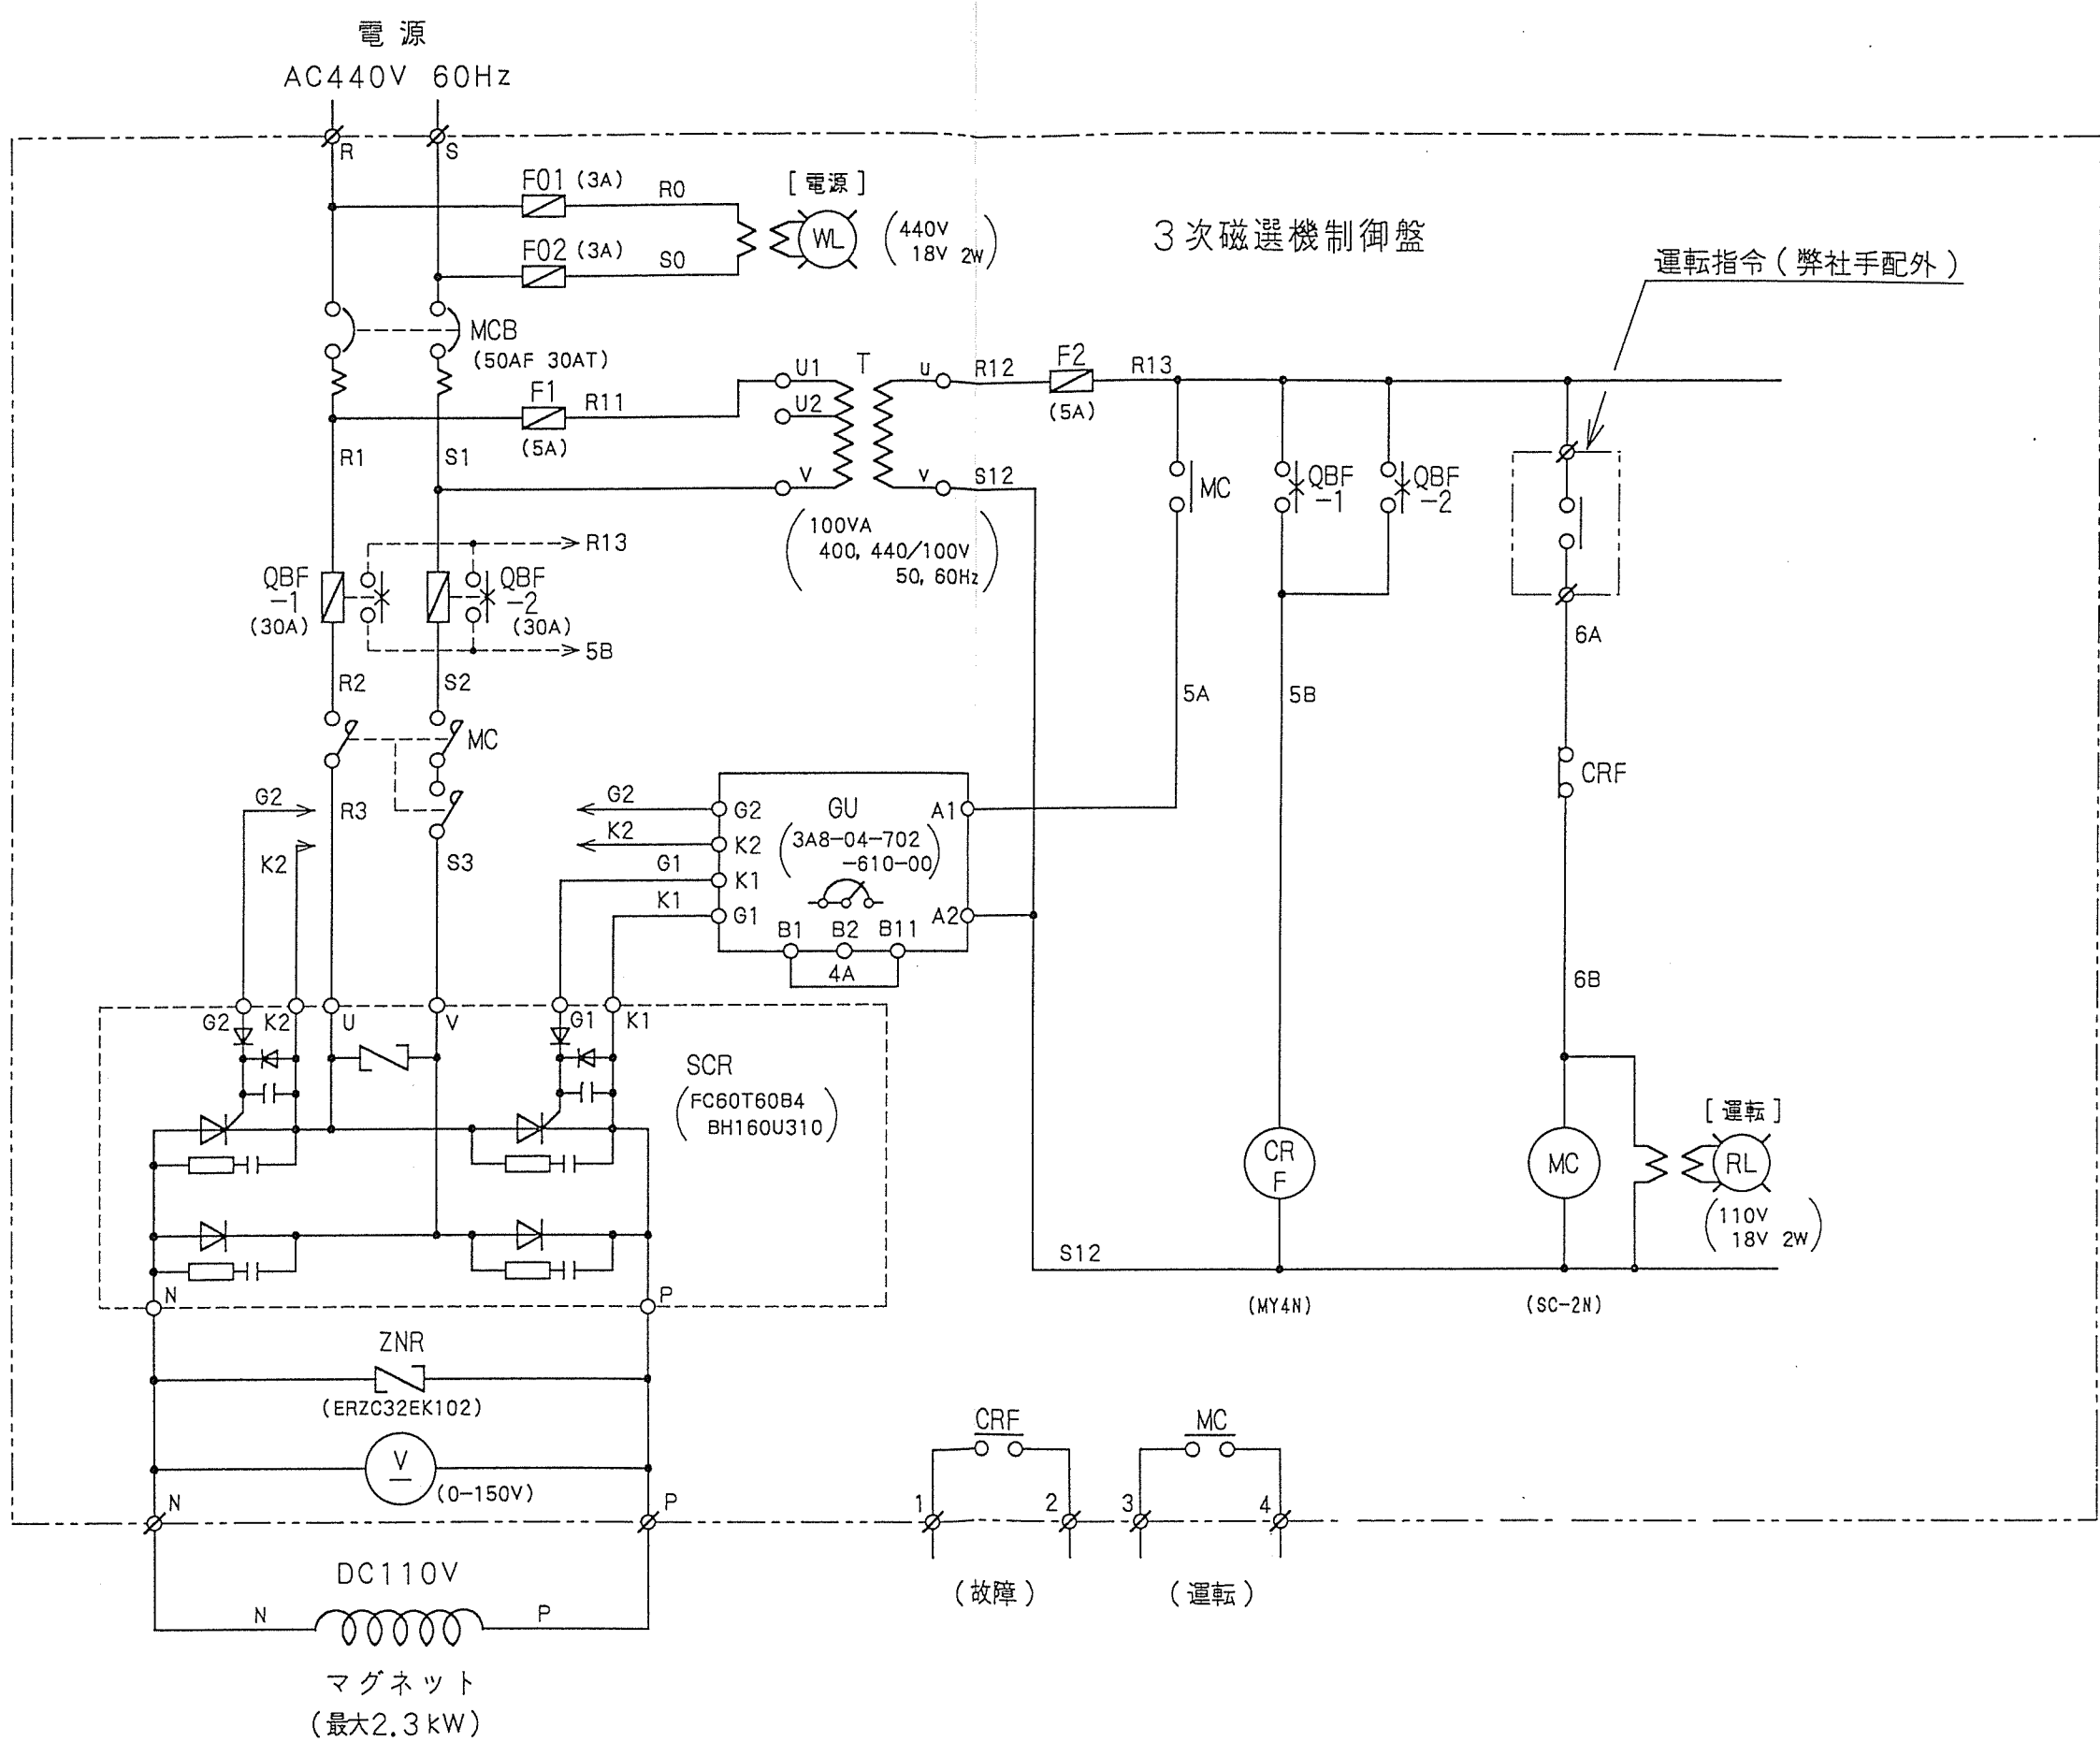 電源
AC440V 60Hz
R
S
F01 (3A)
R0
[電源]
WL
(440V
18V 2W)
F02 (3A)
S0
3次磁選機制御盤
運転指令(弊社手配外)
MCB
(50AF 30AT)
F1
R11
(5A)
U1
T
U2
V
u
R12
F2
(5A)
R13
v
S12
(100VA
400, 440/100V
50, 60Hz)
R1
S1
MC
QBF
-1
QBF
-2
R13
QBF
-1
(30A)
QBF
-2
(30A)
5B
6A
R2
S2
5A
5B
MC
CRF
G2
R3
K2
S3
G2
K2
G1
K1
G2
GU
A1
K2
(3A8-04-702
-610-00)
K1
G1
A2
B1
B2
B11
4A
6B
G2
K2
U
V
G1
K1
SCR
(FC60T60B4
BH160U310)
CR
F
MC
[運転]
RL
(110V
18V 2W)
S12
N
P
(MY4N)
(SC-2N)
ZNR
(ERZC32EK102)
V
(0-150V)
CRF
MC
N
P
1
2
3
4
DC110V
(故障)
(運転)
N
P
マグネット
(最大2.3kW)